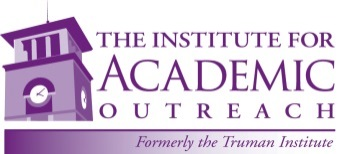 THE INSTITUTE FOR
ACADEMIC
OUTREACH
Formerly the Truman Institute